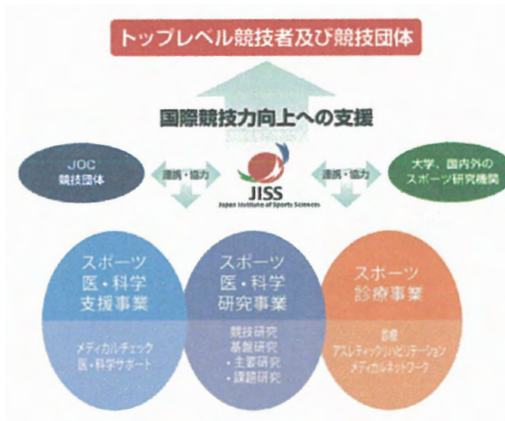 トップレベル競技者及び競技団体
国際競技力向上への支援
JOC
競技団体
連携・協力
JISS
Japan Institute of Sports Sciences
連携・協力
大学、国内外の
スポーツ研究機関
スポーツ
医・科学
支援事業
メディカルチェック
医・科学サポート
スポーツ
医・科学
研究事業
競技研究
基盤研究
・主要研究
・課題研究
スポーツ
診療事業
診療
アスレティックリハビリテーション
メディカルネットワーク